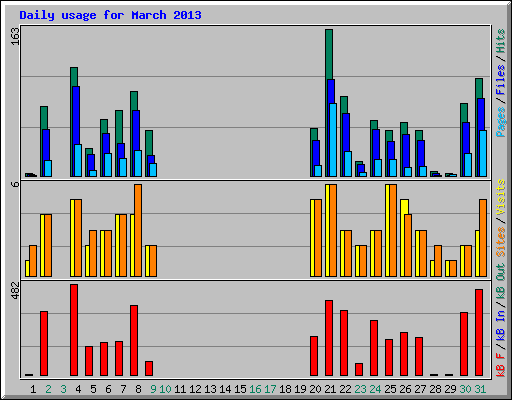 Daily usage for March 2013
163
Pages / Files / Hits
6
Sites / Visits
482
kB F / kB In / kB Out
1 2 3 4 5 6 7 8 9 10 11 12 13 14 15 16 17 18 19 20 21 22 23 24 25 26 27 28 29 30 31